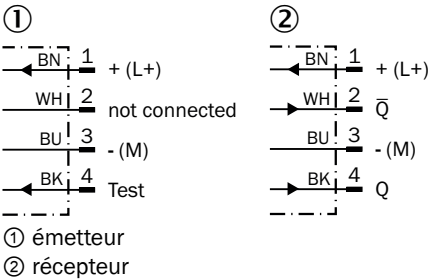 ① ②
BN 1 + (L+)
WH 2 not connected
BU 3 - (M)
BK 4 Test
BN 1 + (L+)
WH 2 Q̅
BU 3 - (M)
BK 4 Q
① émetteur
② récepteur